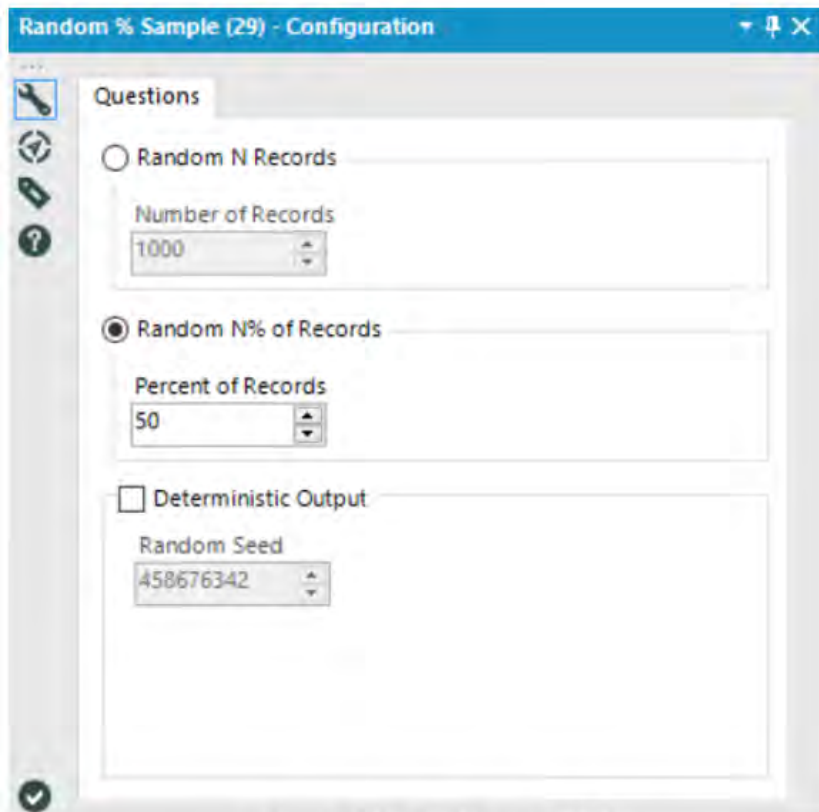 Random % Sample (29) - Configuration
Questions
Random N Records
Number of Records
1000
Random N% of Records
Percent of Records
50
Deterministic Output
Random Seed
458676342